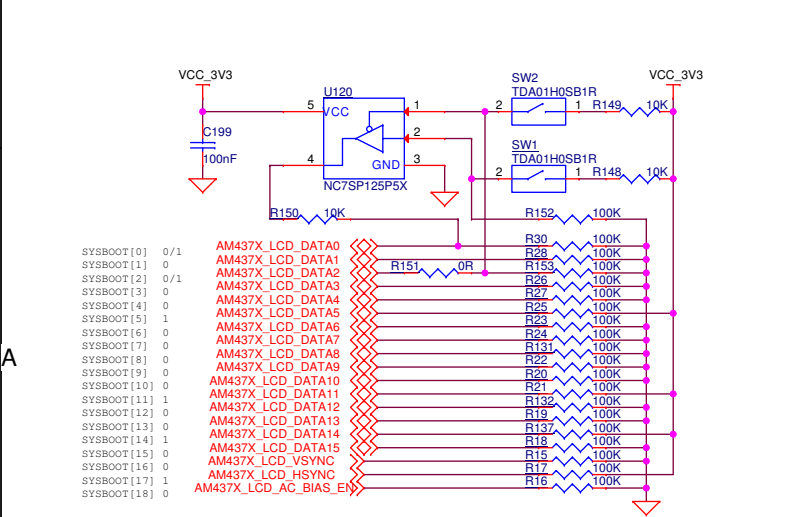 VCC_3V3 VCC_3V3
SW2
U120 TDA01H0SB1R
5 VCC 1 2 1 R149 10K
C199 2 SW1
100nF TDA01H0SB1R
4 GND 3 2 1 R148 10K
NC7SP125P5X
R150 10K R152 100K
SYSBOOT[0] 0/1 AM437X_LCD_DATA0 R30 100K
SYSBOOT[1] 0 AM437X_LCD_DATA1 R28 100K
SYSBOOT[2] 0/1 AM437X_LCD_DATA2 R151 0R R153 100K
SYSBOOT[3] 0 AM437X_LCD_DATA3 R26 100K
SYSBOOT[4] 0 AM437X_LCD_DATA4 R27 100K
SYSBOOT[5] 1 AM437X_LCD_DATA5 R25 100K
SYSBOOT[6] 0 AM437X_LCD_DATA6 R23 100K
SYSBOOT[7] 0 AM437X_LCD_DATA7 R24 100K
A SYSBOOT[8] 0 AM437X_LCD_DATA8 R131 100K
SYSBOOT[9] 0 AM437X_LCD_DATA9 R22 100K
SYSBOOT[10] 0 AM437X_LCD_DATA10 R20 100K
SYSBOOT[11] 1 AM437X_LCD_DATA11 R21 100K
SYSBOOT[12] 0 AM437X_LCD_DATA12 R132 100K
SYSBOOT[13] 0 AM437X_LCD_DATA13 R19 100K
SYSBOOT[14] 1 AM437X_LCD_DATA14 R137 100K
SYSBOOT[15] 0 AM437X_LCD_DATA15 R18 100K
SYSBOOT[16] 0 AM437X_LCD_VSYNC R15 100K
SYSBOOT[17] 1 AM437X_LCD_HSYNC R17 100K
SYSBOOT[18] 0 AM437X_LCD_AC_BIAS_EN R16 100K